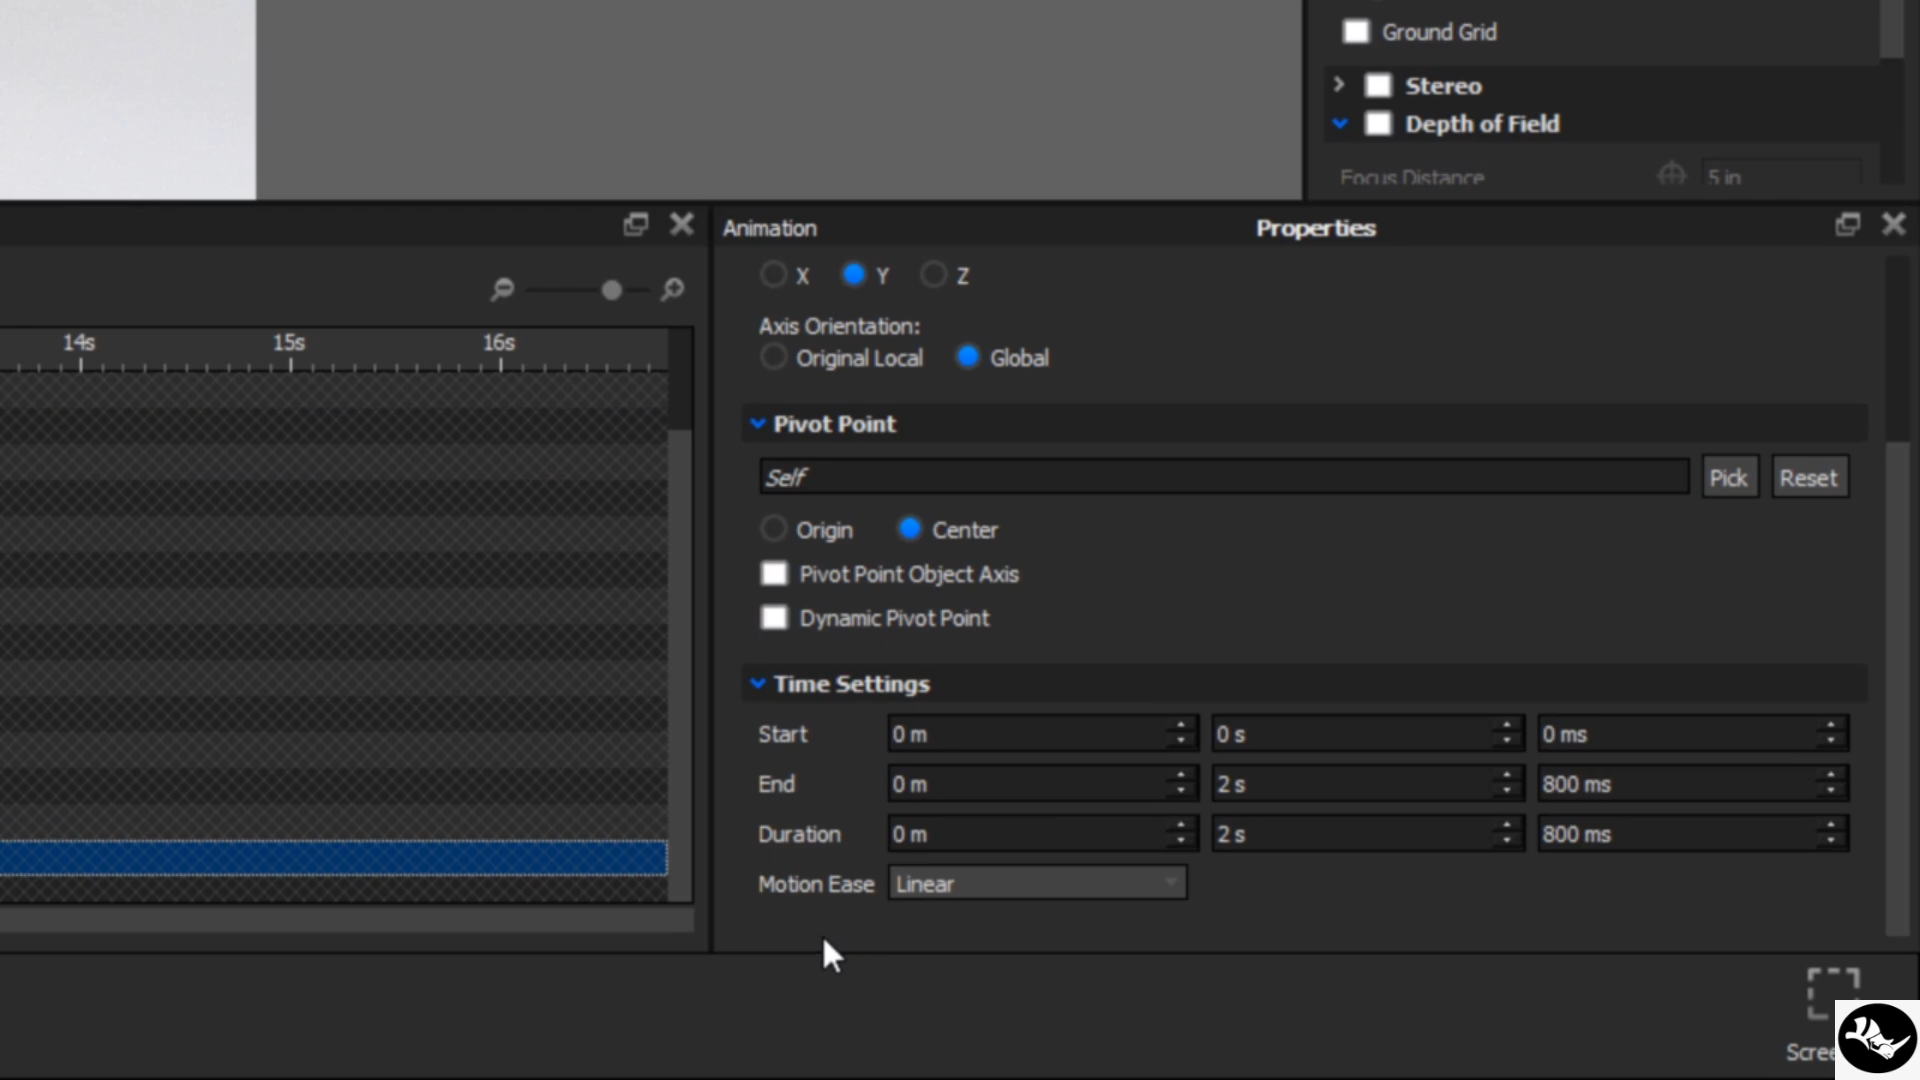 Ground Grid
Stereo
Depth of Field
Focus Distance 5 in
Animation Properties
X Y Z
14s 15s 16s
Axis Orientation:
Original Local Global
Pivot Point
Self Pick Reset
Origin Center
Pivot Point Object Axis
Dynamic Pivot Point
Time Settings
Start 0 m 0 s 0 ms
End 0 m 2 s 800 ms
Duration 0 m 2 s 800 ms
Motion Ease Linear